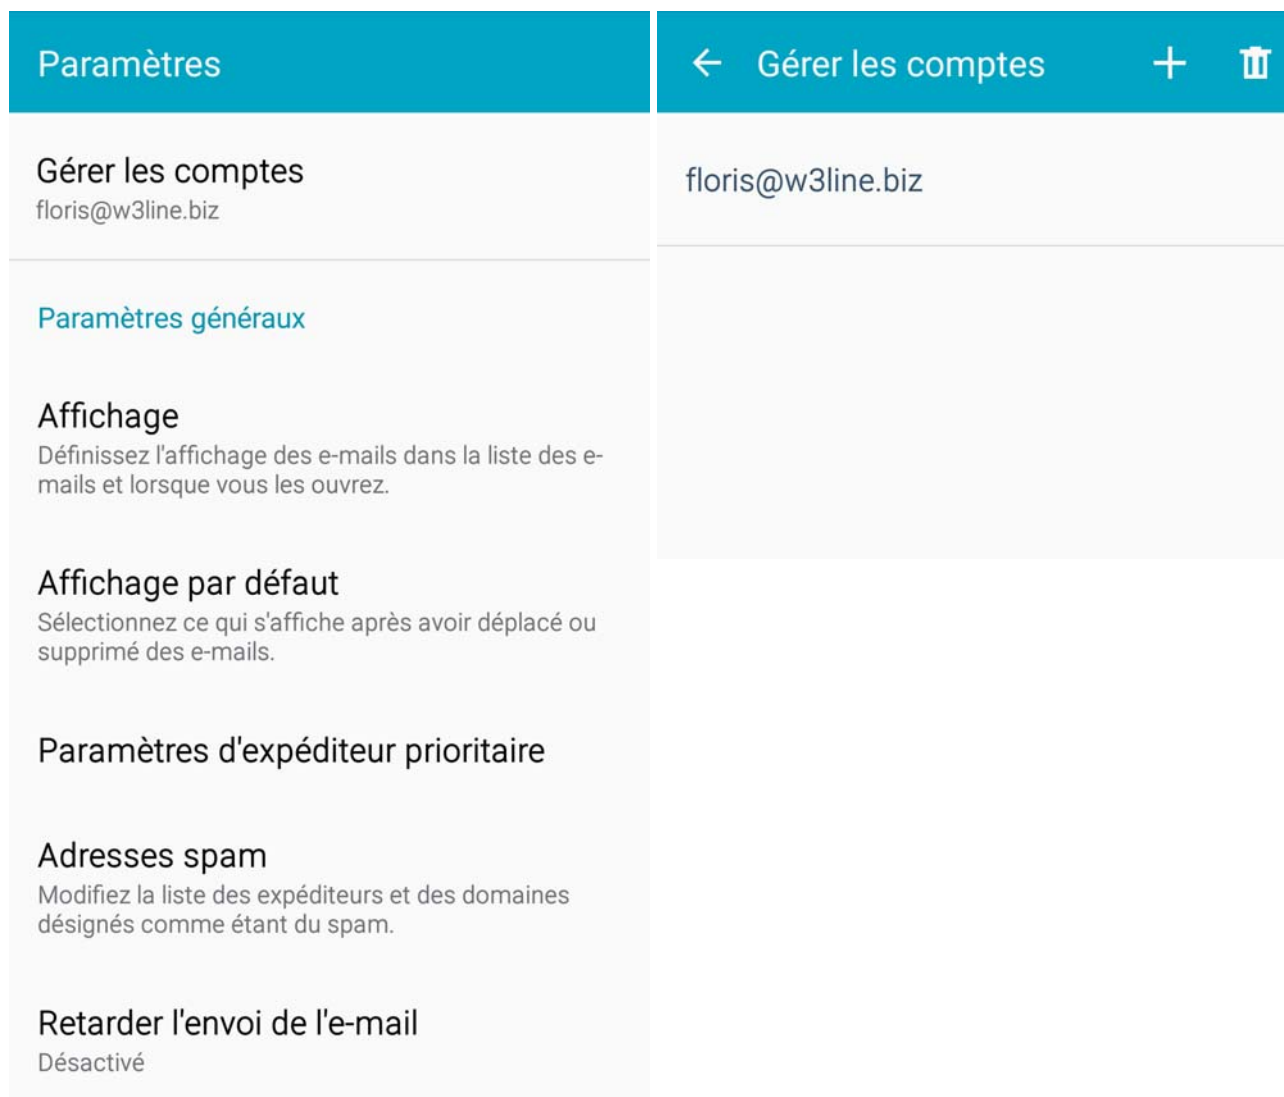 Paramètres
Gérer les comptes
floris@w3line.biz
Paramètres généraux
Affichage
Définissez l'affichage des e-mails dans la liste des e-
mails et lorsque vous les ouvrez.
Affichage par défaut
Sélectionnez ce qui s'affiche après avoir déplacé ou
supprimé des e-mails.
Paramètres d'expéditeur prioritaire
Adresses spam
Modifiez la liste des expéditeurs et des domaines
désignés comme étant du spam.
Retarder l'envoi de l'e-mail
Désactivé
Gérer les comptes
floris@w3line.biz